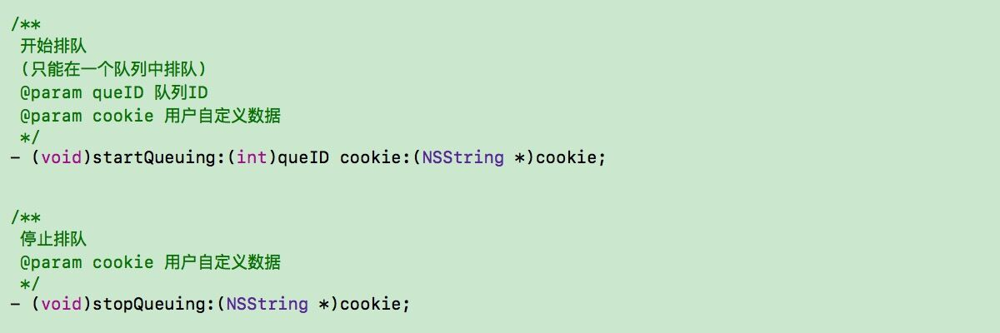 /**
开始排队
(只能在一个队列中排队)
@param queID 队列ID
@param cookie 用户自定义数据
*/
- (void)startQueuing:(int)queID cookie:(NSString *)cookie;
/**
停止排队
@param cookie 用户自定义数据
*/
- (void)stopQueuing:(NSString *)cookie;